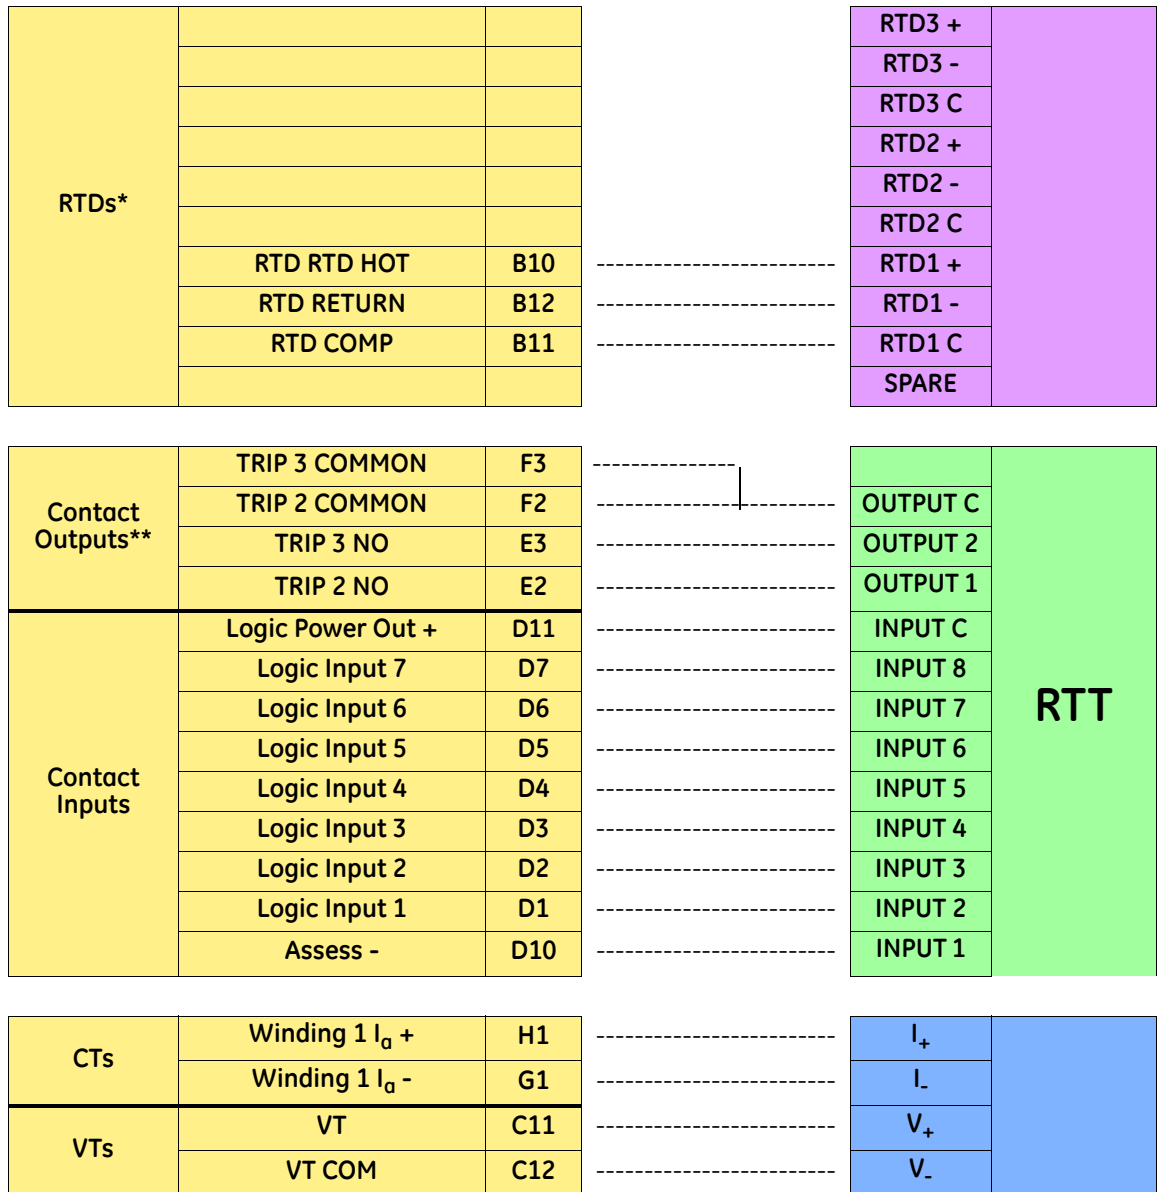 RTD3 +
RTD3 -
RTD3 C
RTD2 +
RTD2 -
RTDs*
RTD2 C
RTD RTD HOT B10 ------------------------ RTD1 +
RTD RETURN B12 ------------------------ RTD1 -
RTD COMP B11 ------------------------ RTD1 C
SPARE
TRIP 3 COMMON F3 --------------
Contact
Outputs**
TRIP 2 COMMON F2 ------------------------ OUTPUT C
TRIP 3 NO E3 ------------------------ OUTPUT 2
TRIP 2 NO E2 ------------------------ OUTPUT 1
Logic Power Out + D11 ------------------------ INPUT C
Logic Input 7 D7 ------------------------ INPUT 8
Logic Input 6 D6 ------------------------ INPUT 7
RTT
Logic Input 5 D5 ------------------------ INPUT 6
Contact
Inputs
Logic Input 4 D4 ------------------------ INPUT 5
Logic Input 3 D3 ------------------------ INPUT 4
Logic Input 2 D2 ------------------------ INPUT 3
Logic Input 1 D1 ------------------------ INPUT 2
Assess - D10 ------------------------ INPUT 1
CTs
Winding 1 Ia + H1 ------------------------ I+
Winding 1 Ia - G1 ------------------------ I-
VTs
VT C11 ------------------------ V+
VT COM C12 ------------------------ V-